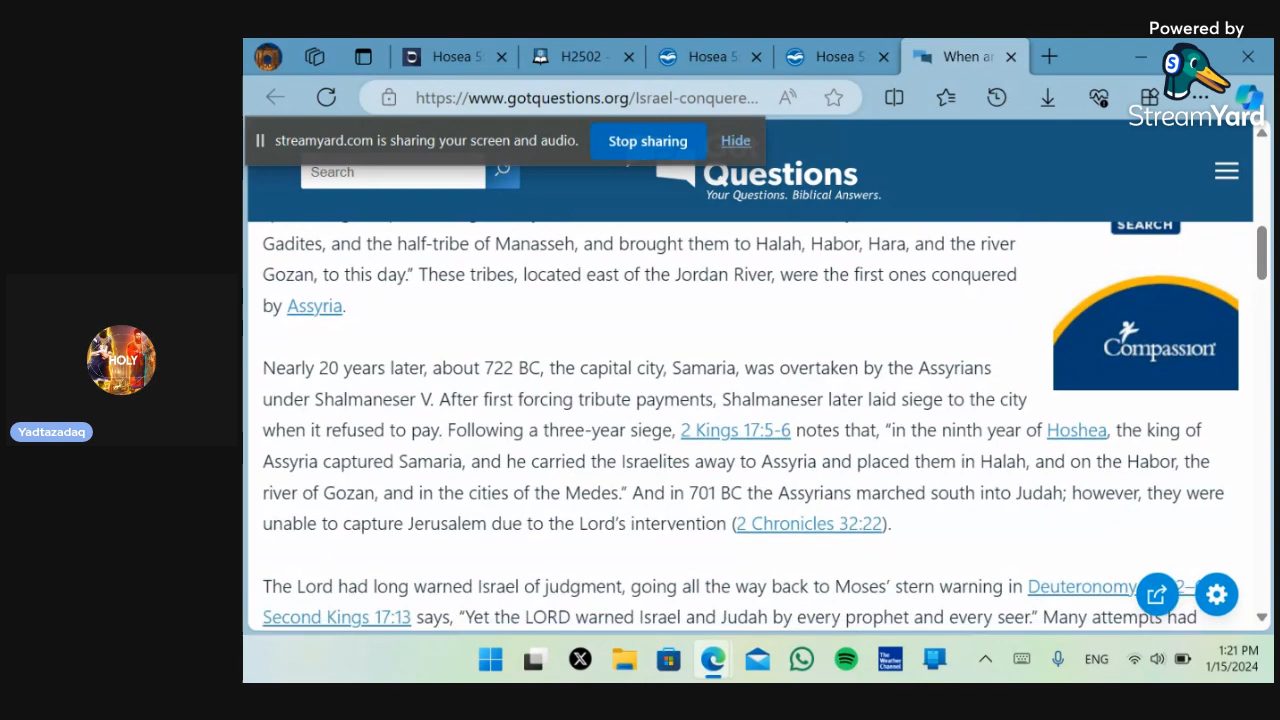 Powered by
StreamYard
Hosea 5
H2502 -
Hosea 5
Hosea 5
When ar
https://www.gotquestions.org/Israel-conquere...
streamyard.com is sharing your screen and audio.
Stop sharing
Hide
Search
Questions
Your Questions. Biblical Answers.
SEARCH
Gadites, and the half-tribe of Manasseh, and brought them to Halah, Habor, Hara, and the river
Gozan, to this day.” These tribes, located east of the Jordan River, were the first ones conquered
by Assyria.
Compassion
Nearly 20 years later, about 722 BC, the capital city, Samaria, was overtaken by the Assyrians
under Shalmaneser V. After first forcing tribute payments, Shalmaneser later laid siege to the city
when it refused to pay. Following a three-year siege, 2 Kings 17:5-6 notes that, “in the ninth year of Hoshea, the king of
Assyria captured Samaria, and he carried the Israelites away to Assyria and placed them in Halah, and on the Habor, the
river of Gozan, and in the cities of the Medes.” And in 701 BC the Assyrians marched south into Judah; however, they were
unable to capture Jerusalem due to the Lord’s intervention (2 Chronicles 32:22).
The Lord had long warned Israel of judgment, going all the way back to Moses’ stern warning in Deuteronomy
Second Kings 17:13 says, “Yet the LORD warned Israel and Judah by every prophet and every seer.” Many attempts had
HOLY
Yadtazadaq
The Weather Channel
ENG
1:21 PM
1/15/2024